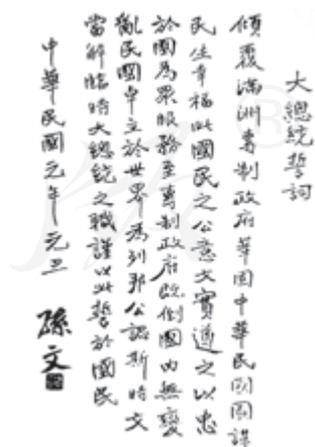 大總統誓詞
傾覆滿洲專制政府鞏固中華民國圖謀
民生幸福此國民之公意文實遵之以忠
於國為眾服務至專制政府既倒國內無變
亂民國卓立於世界為列邦公認斯時文
當解臨時大總統之職謹以此誓於國民
中華民國元年元旦
孫文